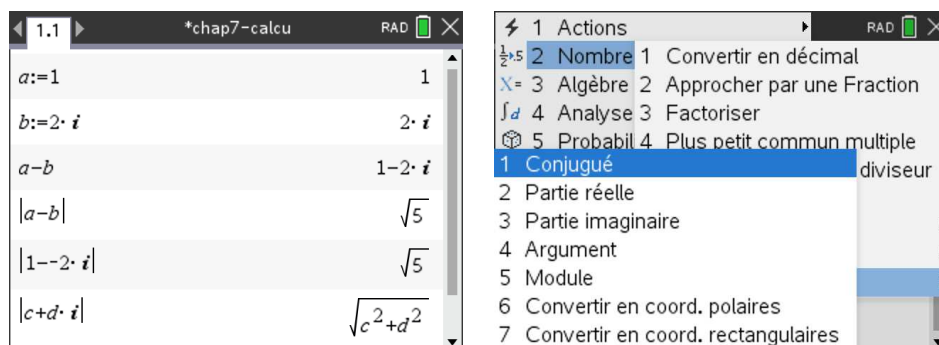 1.1 *chap7-calcu RAD
a:=1 1
b:=2· i 2· i
a−b 1−2· i
|a−b| √5
|1−-2· i| √5
|c+d· i| √c²+d²
1 Actions RAD
½▸.5 2 Nombre 1 Convertir en décimal
X= 3 Algèbre 2 Approcher par une Fraction
∫d 4 Analyse 3 Factoriser
5 Probabil 4 Plus petit commun multiple
1 Conjugué diviseur
2 Partie réelle
3 Partie imaginaire
4 Argument
5 Module
6 Convertir en coord. polaires
7 Convertir en coord. rectangulaires